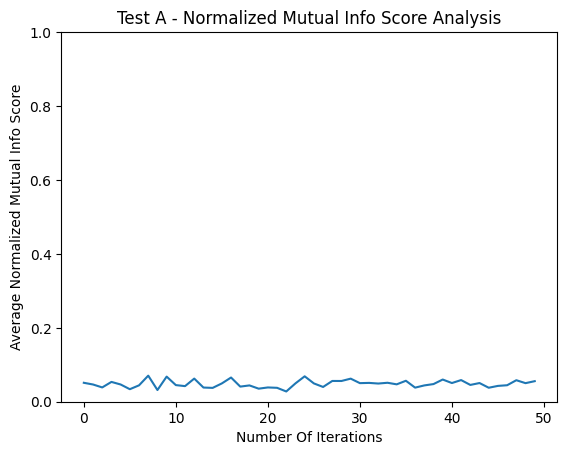 Test A - Normalized Mutual Info Score Analysis
Average Normalized Mutual Info Score
1.0
0.8
0.6
0.4
0.2
0.0
0 10 20 30 40 50
Number Of Iterations